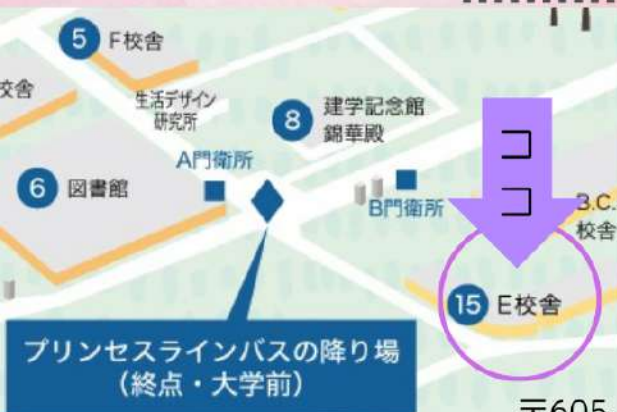 5 F校舎
校舎
生活デザイン
研究所
8 建学記念館
錦華殿
A門衛所
6 図書館
B門衛所
ココ
B.C.
校舎
15 E校舎
プリンセスラインバスの降り場
（終点・大学前）
〒605